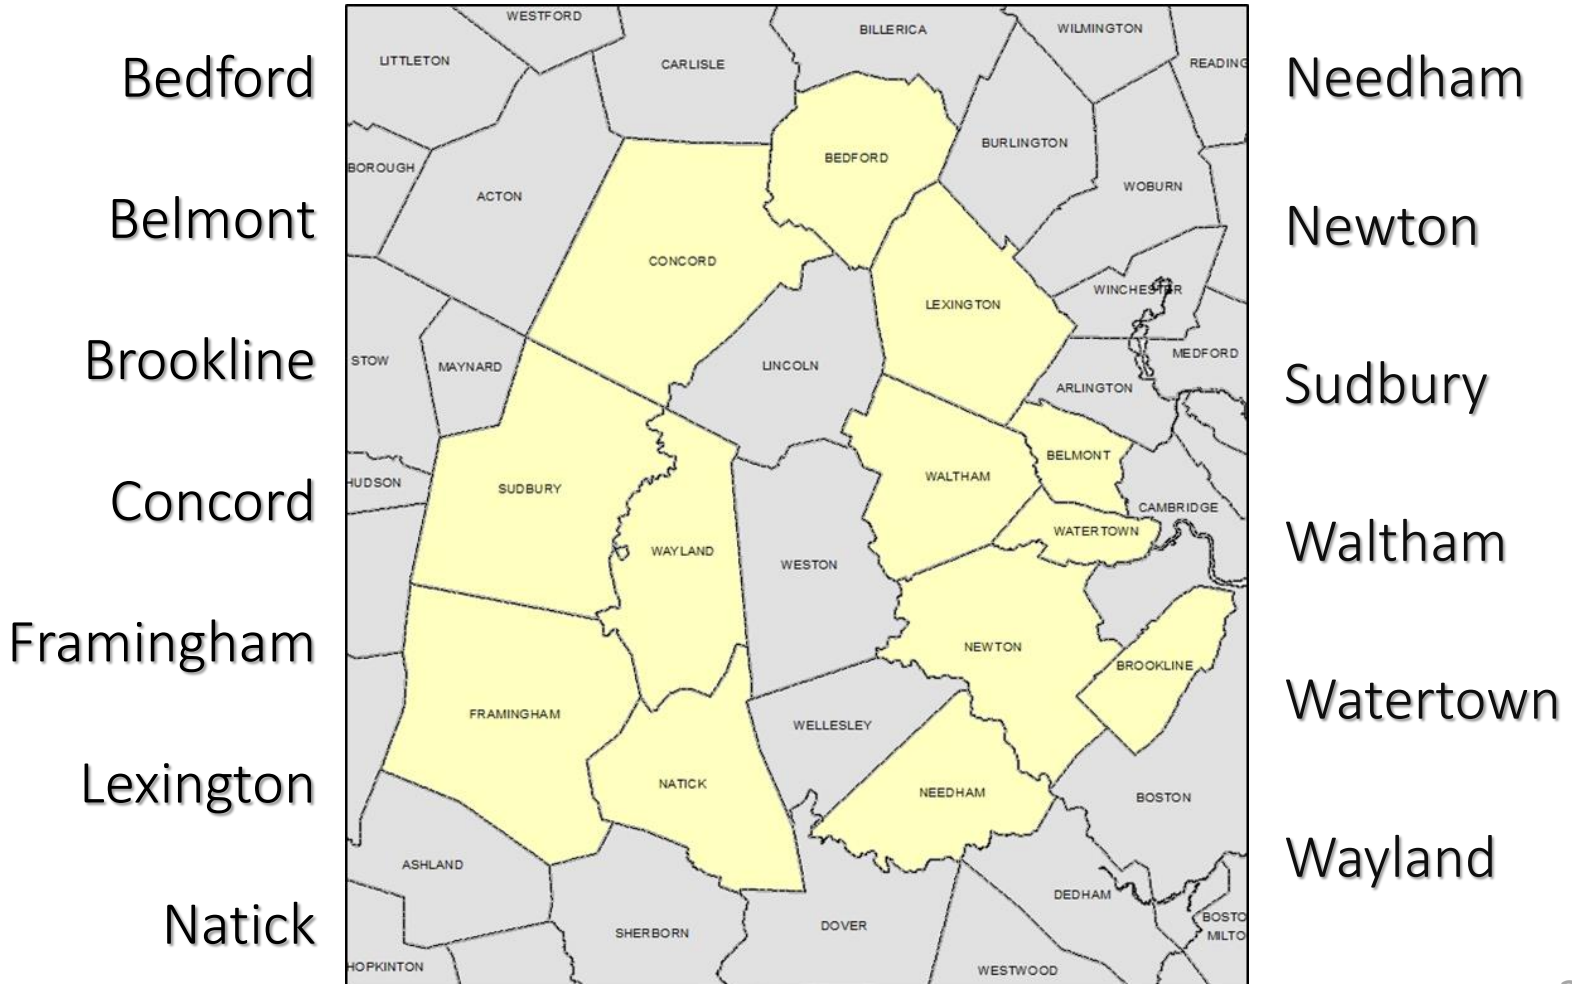 Bedford
Belmont
Brookline
Concord
Framingham
Lexington
Natick
WESTFORD
BILLERICA
WILMINGTON
LITTLETON
CARLISLE
READING
BURLINGTON
BEDFORD
BOROUGH
WOBURN
ACTON
CONCORD
WINCHESTER
LEXINGTON
MEDFORD
STOW
MAYNARD
LINCOLN
ARLINGTON
BELMONT
WALTHAM
HUDSON
SUDBURY
CAMBRIDGE
WATERTOWN
WAYLAND
WESTON
NEWTON
BROOKLINE
FRAMINGHAM
WELLESLEY
NATICK
NEEDHAM
BOSTON
ASHLAND
DEDHAM
BOSTO
DOVER
SHERBORN
MILTO
HOPKINTON
WESTWOOD
Needham
Newton
Sudbury
Waltham
Watertown
Wayland